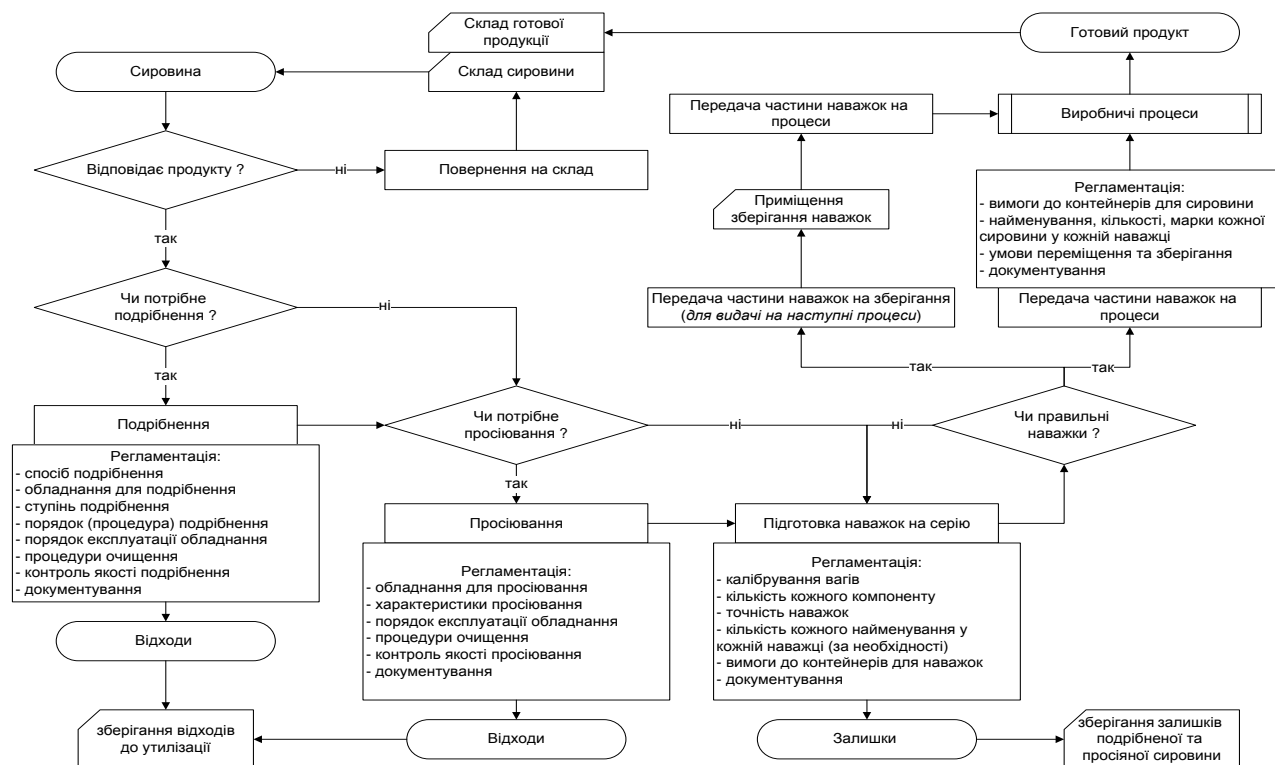 Склад готової
продукції
Готовий продукт
Сировина
Склад сировини
Передача частини наважок на
процеси
Виробничі процеси
Відповідає продукту ?
ні
Повернення на склад
Приміщення
зберігання наважок
Регламентація:
- вимоги до контейнерів для сировини
- найменування, кількості, марки кожної
сировини у кожній наважці
- умови переміщення та зберігання
- документування
так
Чи потрібне
подрібнення ?
ні
Передача частини наважок на зберігання
(для видачі на наступні процеси)
Передача частини наважок на
процеси
так
так
так
Подрібнення
Чи потрібне
просіювання ?
ні
ні
Чи правильні
наважки ?
Регламентація:
- спосіб подрібнення
- обладнання для подрібнення
- ступінь подрібнення
- порядок (процедура) подрібнення
- порядок експлуатації обладнання
- процедури очищення
- контроль якості подрібнення
- документування
так
Просіювання
Підготовка наважок на серію
Регламентація:
- обладнання для просіювання
- характеристики просіювання
- порядок експлуатації обладнання
- процедури очищення
- контроль якості просіювання
- документування
Регламентація:
- калібрування вагів
- кількість кожного компоненту
- точність наважок
- кількість кожного найменування у
кожній наважці (за необхідності)
- вимоги до контейнерів для наважок
- документування
Відходи
зберігання відходів
до утилізації
Відходи
Залишки
зберігання залишків
подрібненої та
просіяної сировини